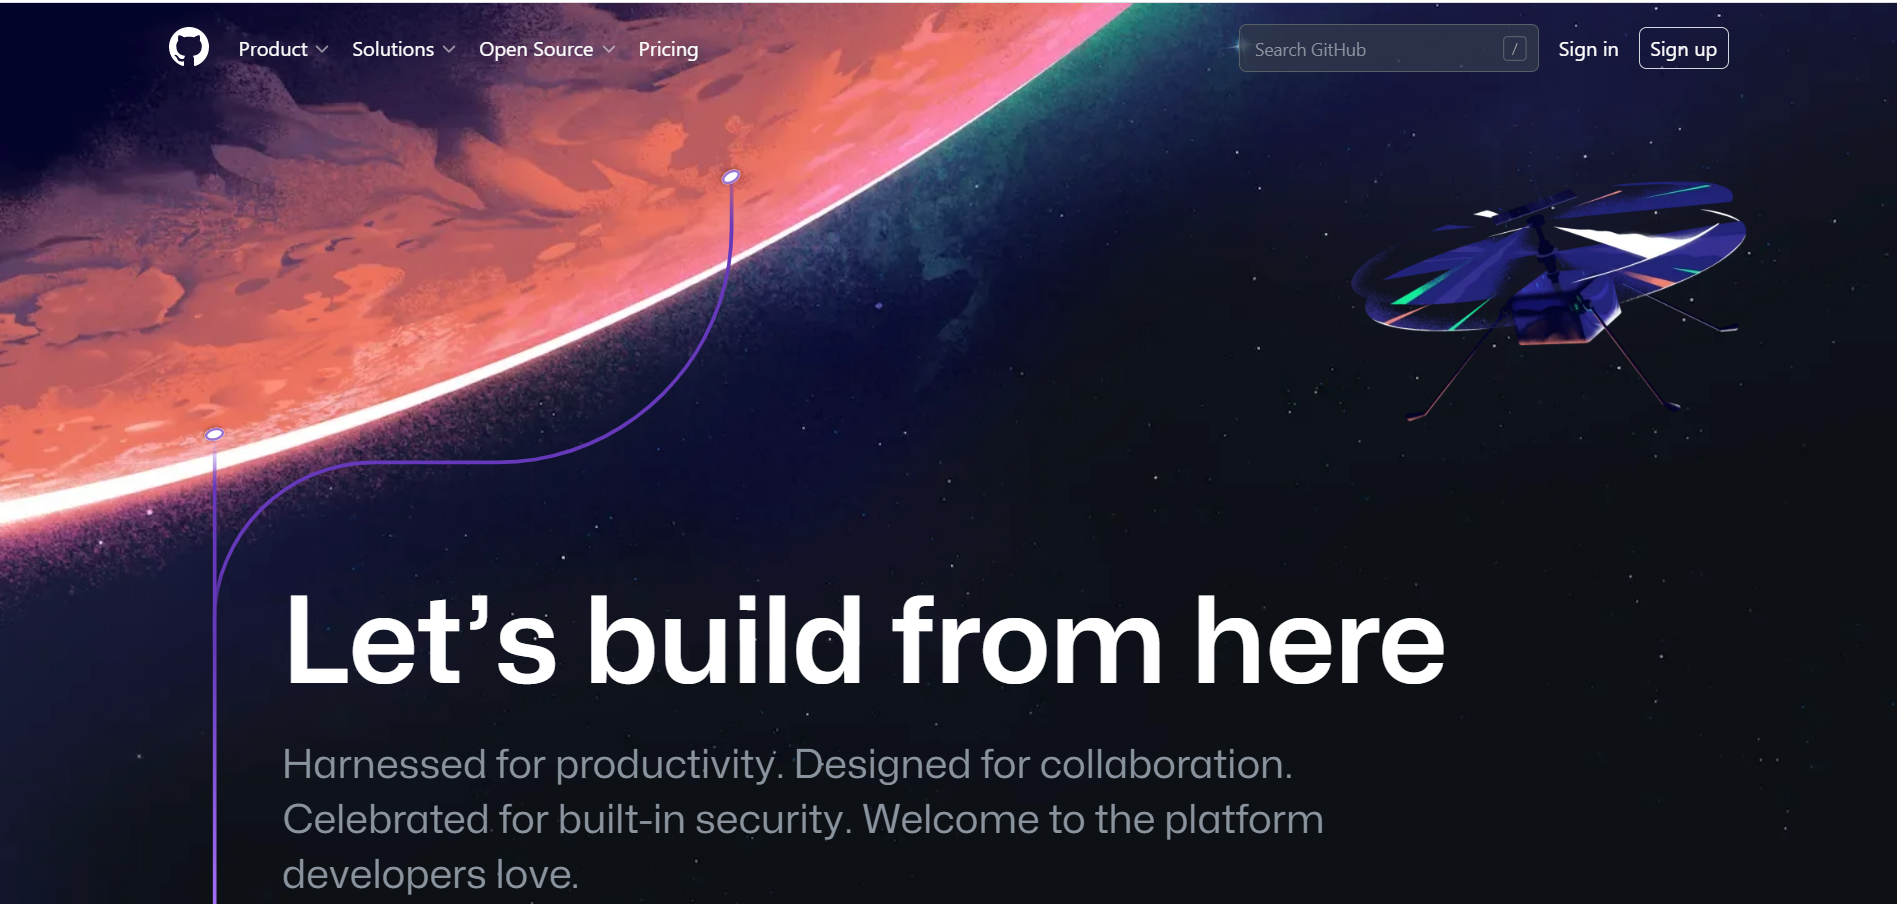 Product Solutions Open Source Pricing Search GitHub / Sign in Sign up
Let’s build from here
Harnessed for productivity. Designed for collaboration.
Celebrated for built-in security. Welcome to the platform
developers love.